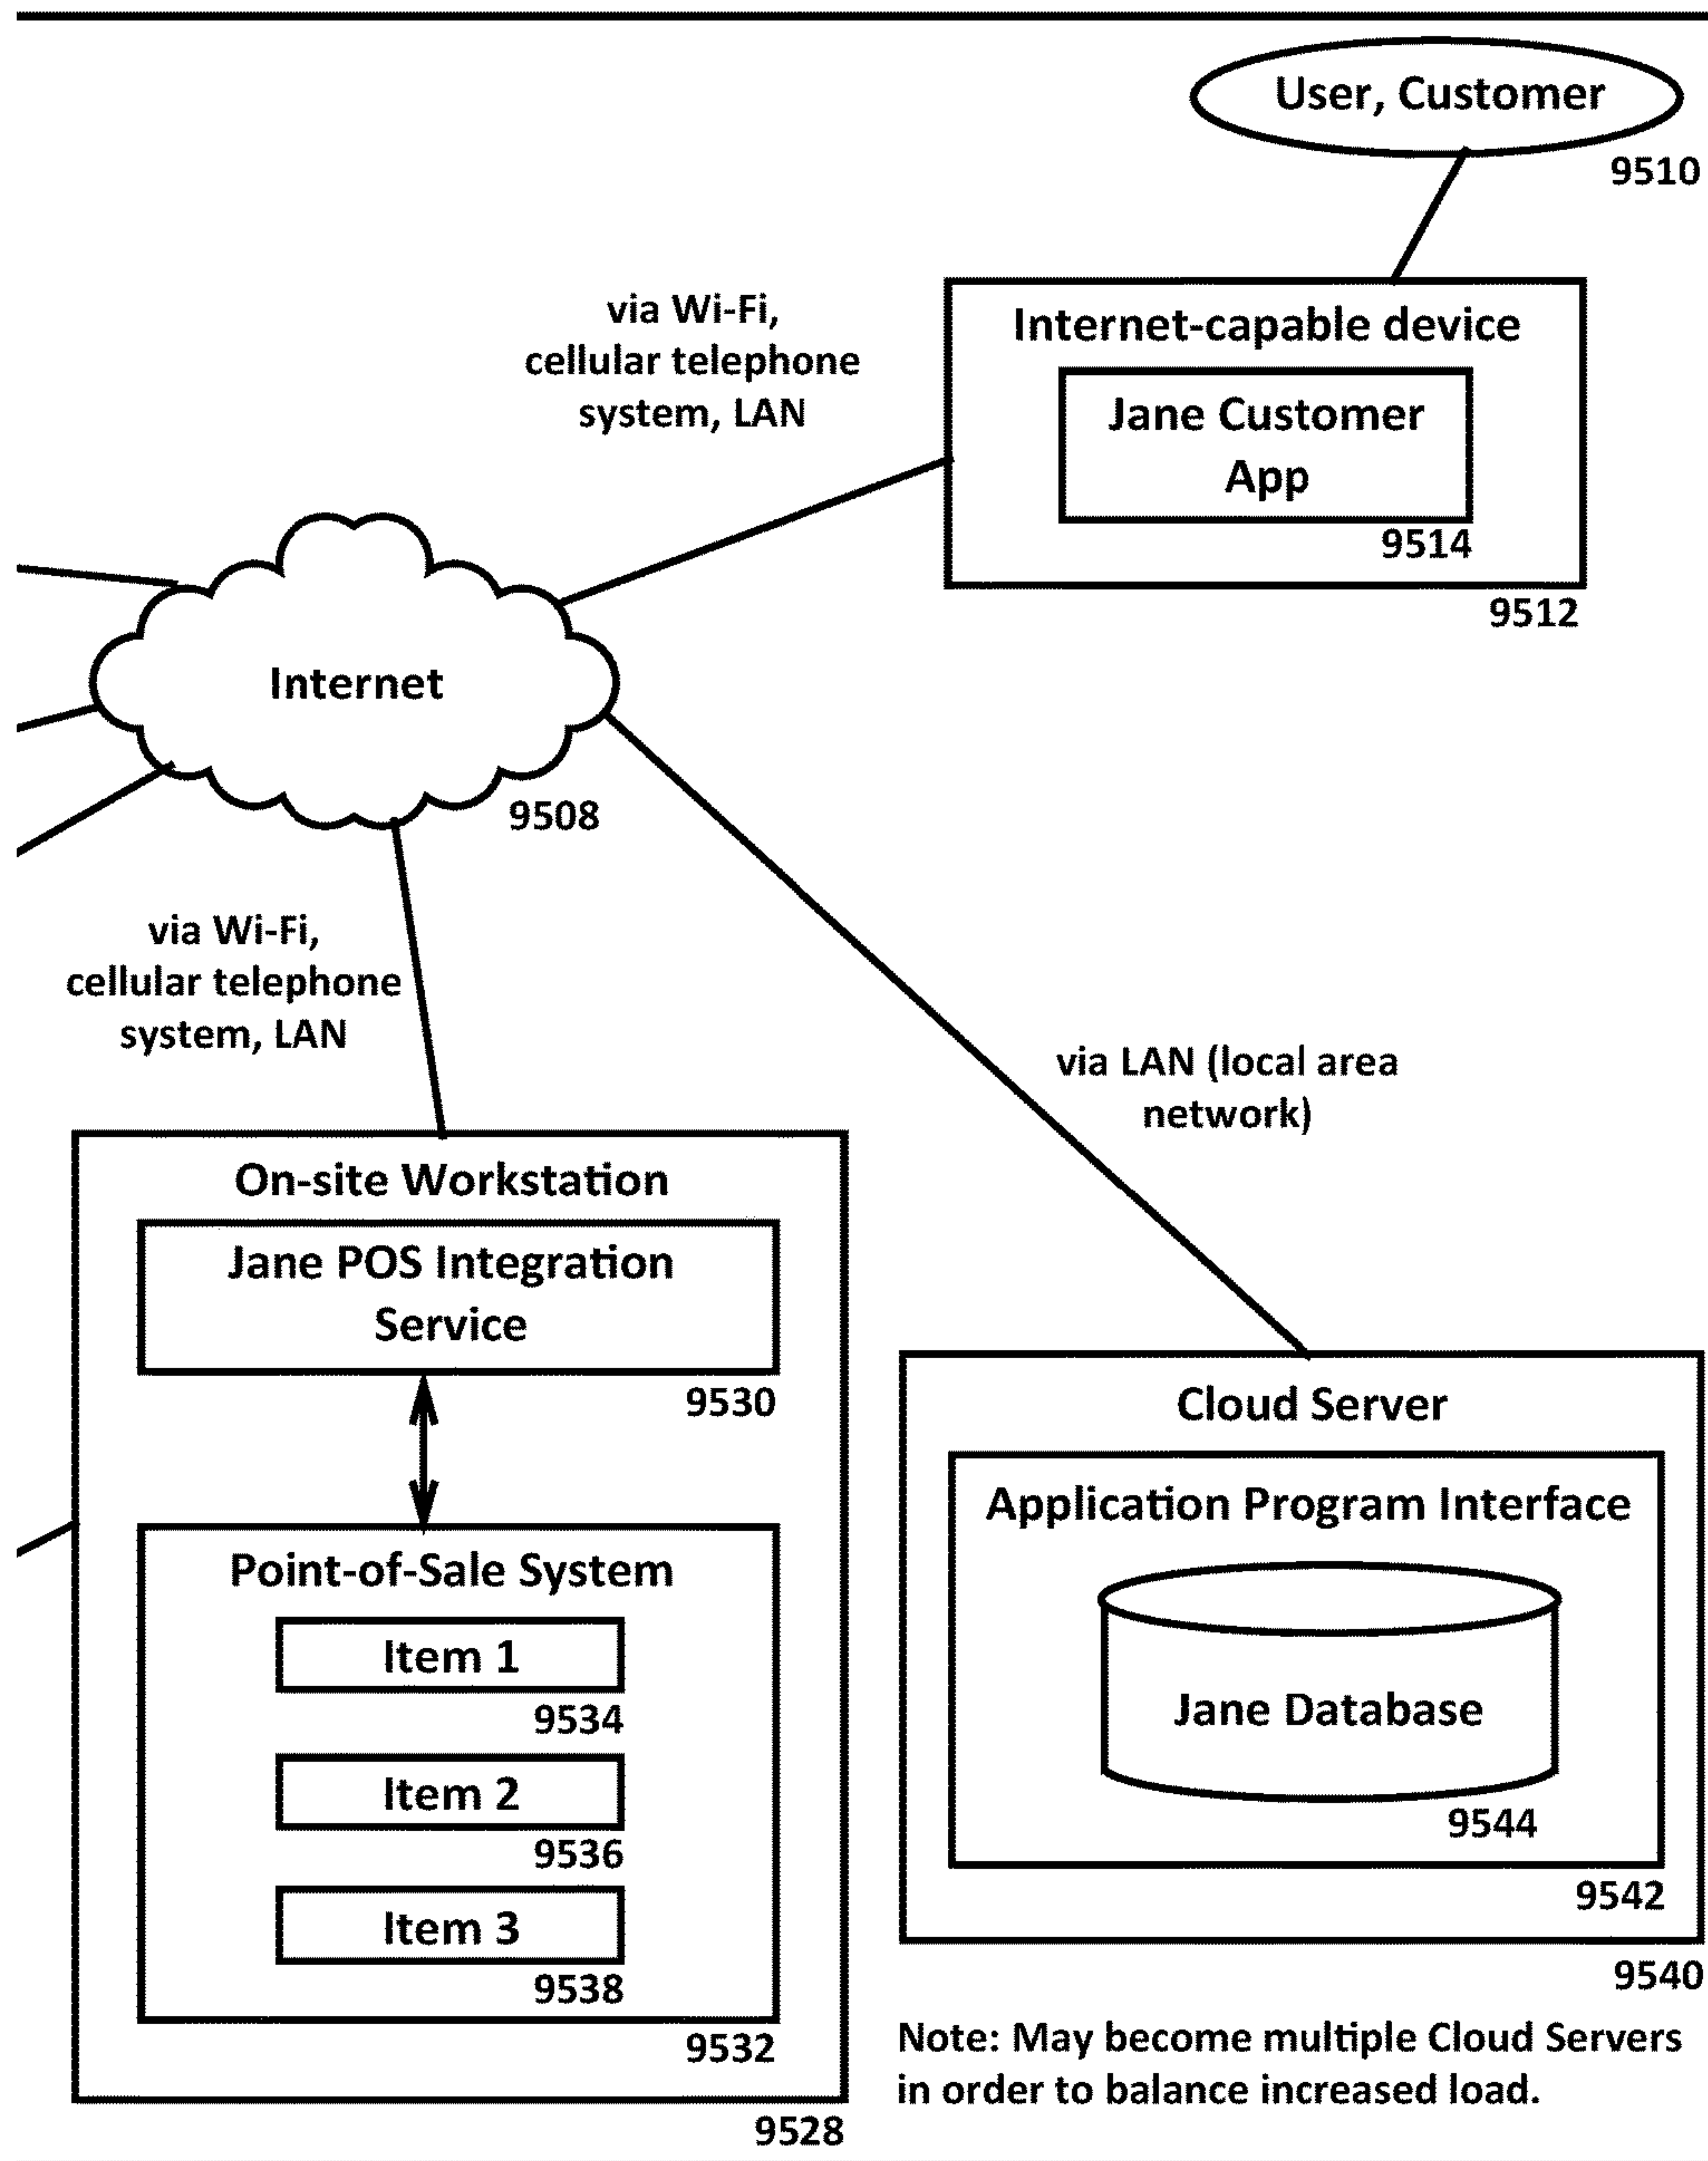 User, Customer
9510
via Wi-Fi,
cellular telephone
system, LAN
Internet-capable device
Jane Customer
App
9514
9512
Internet
9508
via Wi-Fi,
cellular telephone
system, LAN
via LAN (local area
network)
On-site Workstation
Jane POS Integration
Service
9530
Point-of-Sale System
Item 1
9534
Item 2
9536
Item 3
9538
9532
9528
Cloud Server
Application Program Interface
Jane Database
9544
9542
9540
Note: May become multiple Cloud Servers
in order to balance increased load.